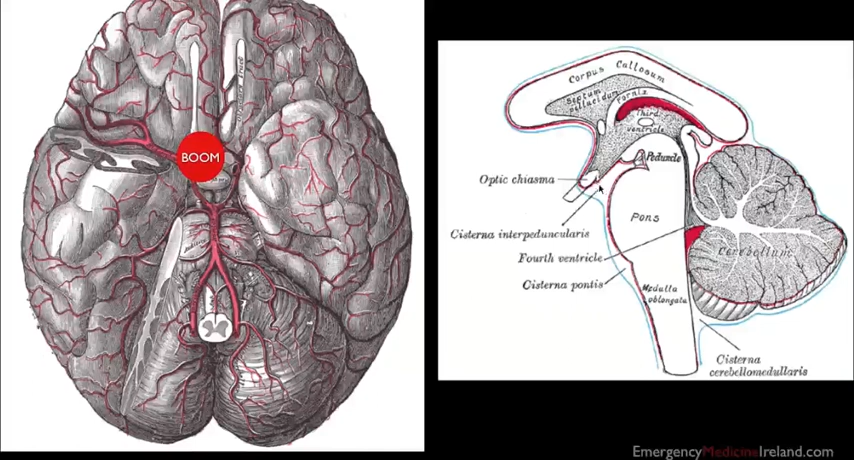 BOOM
Corpus Callosum
Septum
pellucidum
Fornix
Third
ventricle
Peduncle
Optic chiasma
Pons
Cisterna interpeduncularis
Fourth ventricle
Cerebellum
Cisterna pontis
Medulla
oblongata
Cisterna
cerebellomedullaris
EmergencyMedicineIreland.com